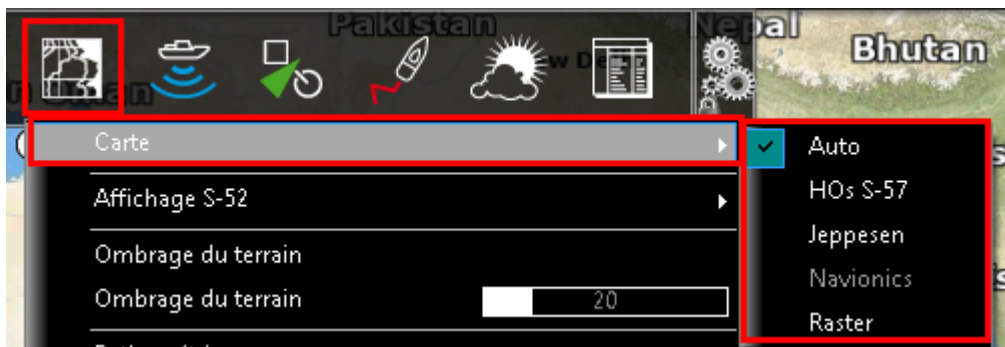 Pakistan
Nepal
Bhutan
Oman
Carte
Affichage S-52
Ombrage du terrain
Ombrage du terrain
20
Auto
HOs S-57
Jeppesen
Navionics
Raster